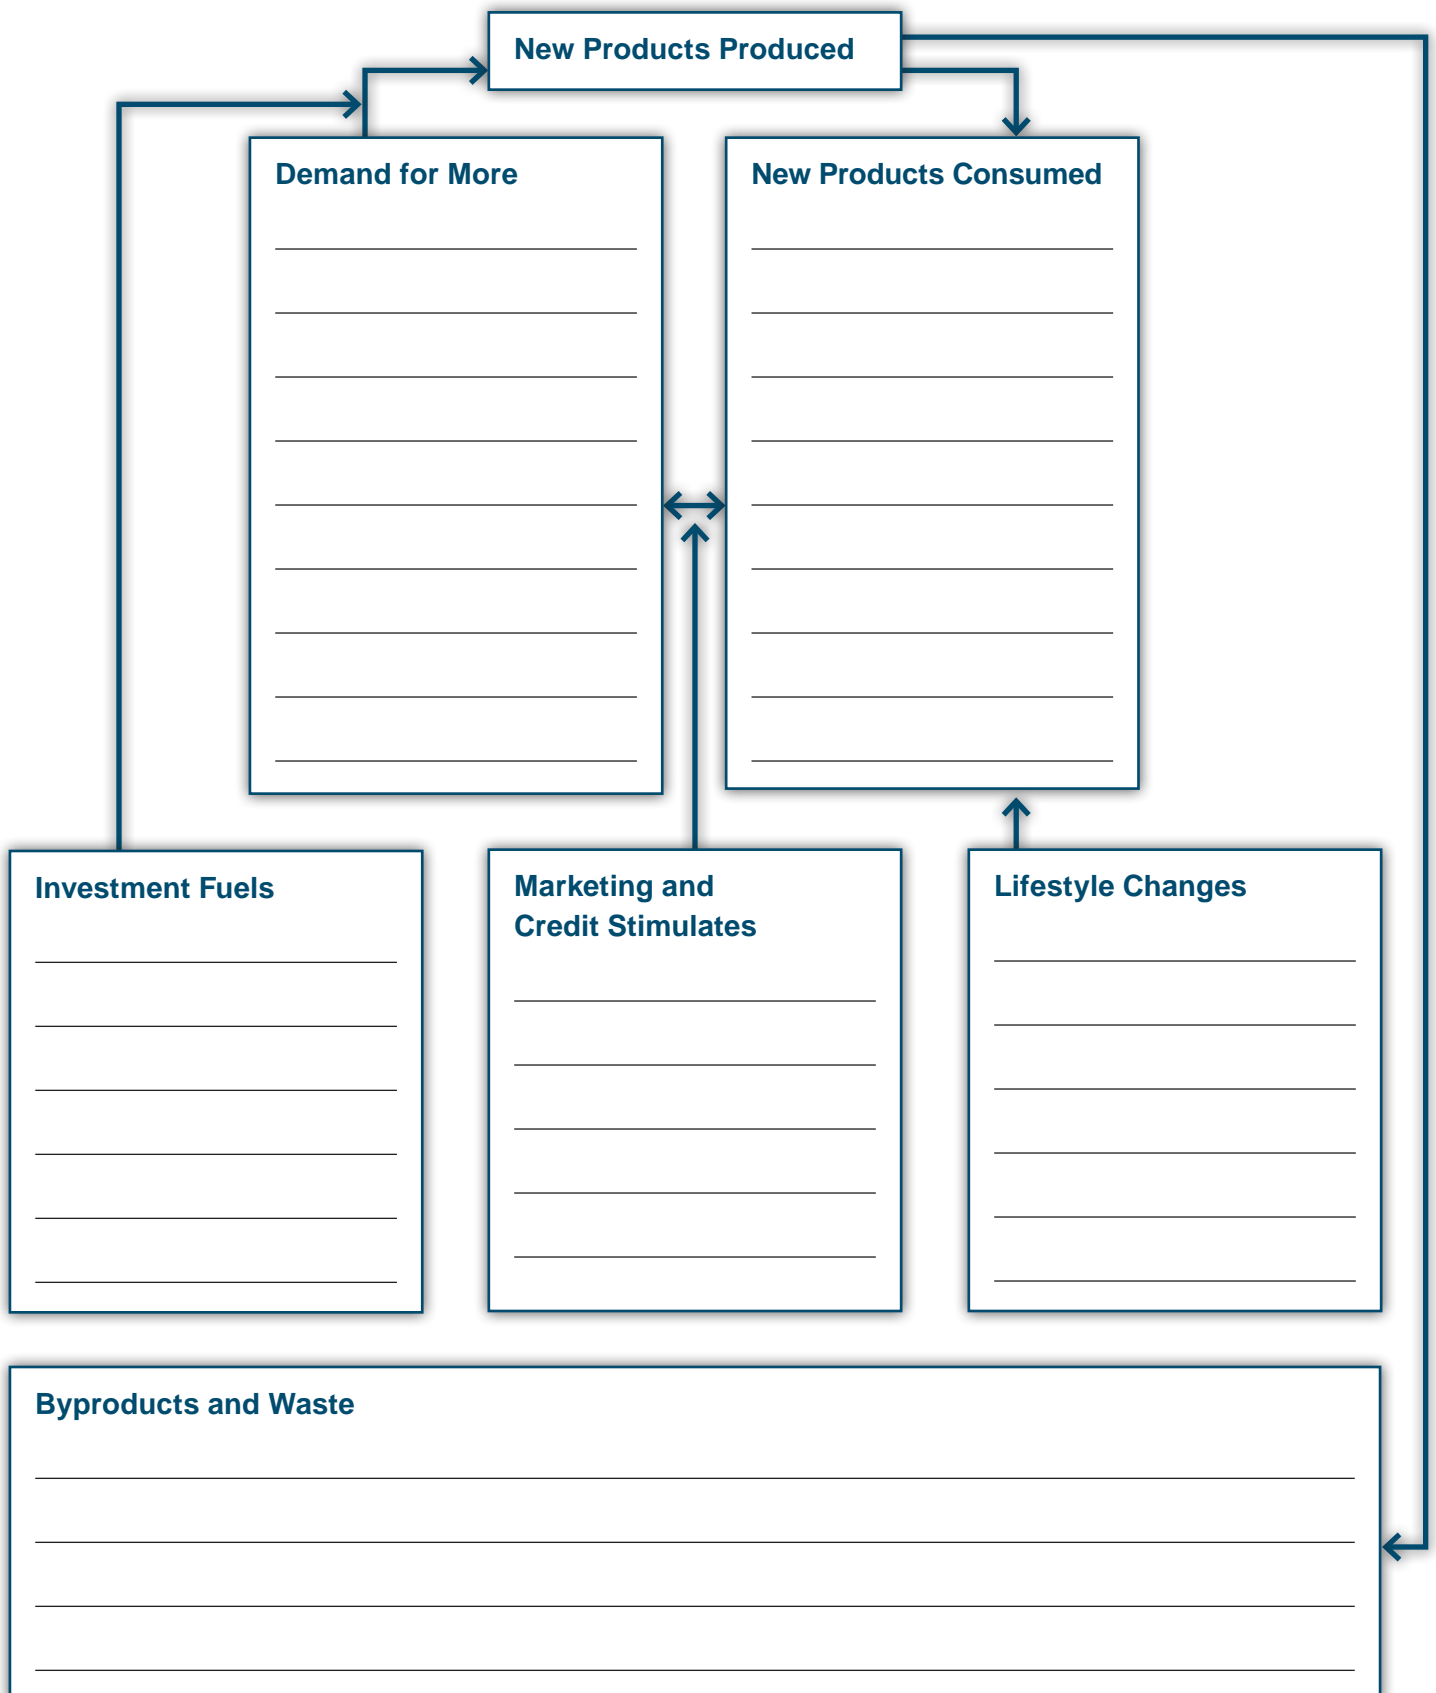 New Products Produced
Demand for More
New Products Consumed
Investment Fuels
Marketing and
Credit Stimulates
Lifestyle Changes
Byproducts and Waste